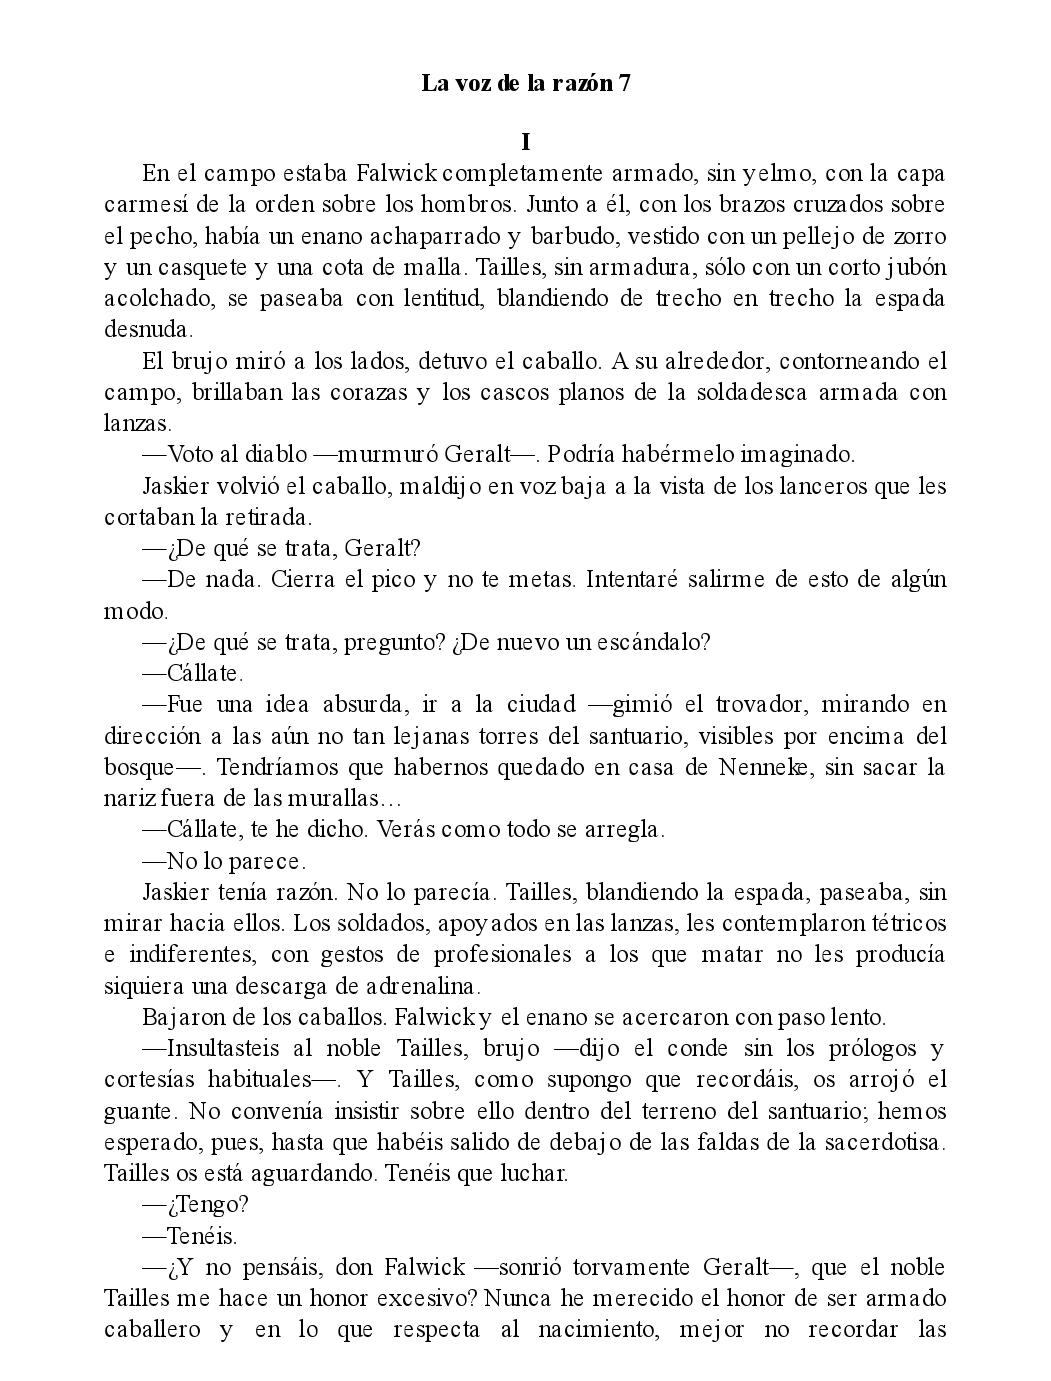 La voz de la razón 7
I
En el campo estaba Falwick completamente armado, sin yelmo, con la capa
carmesí de la orden sobre los hombros. Junto a él, con los brazos cruzados sobre
el pecho, había un enano achaparrado y barbudo, vestido con un pellejo de zorro
y un casquete y una cota de malla. Tailles, sin armadura, sólo con un corto jubón
acolchado, se paseaba con lentitud, blandiendo de trecho en trecho la espada
desnuda.
El brujo miró a los lados, detuvo el caballo. A su alrededor, contorneando el
campo, brillaban las corazas y los cascos planos de la soldadesca armada con
lanzas.
—Voto al diablo —murmuró Geralt—. Podría habérmelo imaginado.
Jaskier volvió el caballo, maldijo en voz baja a la vista de los lanceros que les
cortaban la retirada.
—¿De qué se trata, Geralt?
—De nada. Cierra el pico y no te metas. Intentaré salirme de esto de algún
modo.
—¿De qué se trata, pregunto? ¿De nuevo un escándalo?
—Cállate.
—Fue una idea absurda, ir a la ciudad —gimió el trovador, mirando en
dirección a las aún no tan lejanas torres del santuario, visibles por encima del
bosque—. Tendríamos que habernos quedado en casa de Nenneke, sin sacar la
nariz fuera de las murallas…
—Cállate, te he dicho. Verás como todo se arregla.
—No lo parece.
Jaskier tenía razón. No lo parecía. Tailles, blandiendo la espada, paseaba, sin
mirar hacia ellos. Los soldados, apoyados en las lanzas, les contemplaron tétricos
e indiferentes, con gestos de profesionales a los que matar no les producía
siquiera una descarga de adrenalina.
Bajaron de los caballos. Falwick y el enano se acercaron con paso lento.
—Insultasteis al noble Tailles, brujo —dijo el conde sin los prólogos y
cortesías habituales—. Y Tailles, como supongo que recordáis, os arrojó el
guante. No convenía insistir sobre ello dentro del terreno del santuario; hemos
esperado, pues, hasta que habéis salido de debajo de las faldas de la sacerdotisa.
Tailles os está aguardando. Tenéis que luchar.
—¿Tengo?
—Tenéis.
—¿Y no pensáis, don Falwick —sonrió torvamente Geralt—, que el noble
Tailles me hace un honor excesivo? Nunca he merecido el honor de ser armado
caballero y en lo que respecta al nacimiento, mejor no recordar las